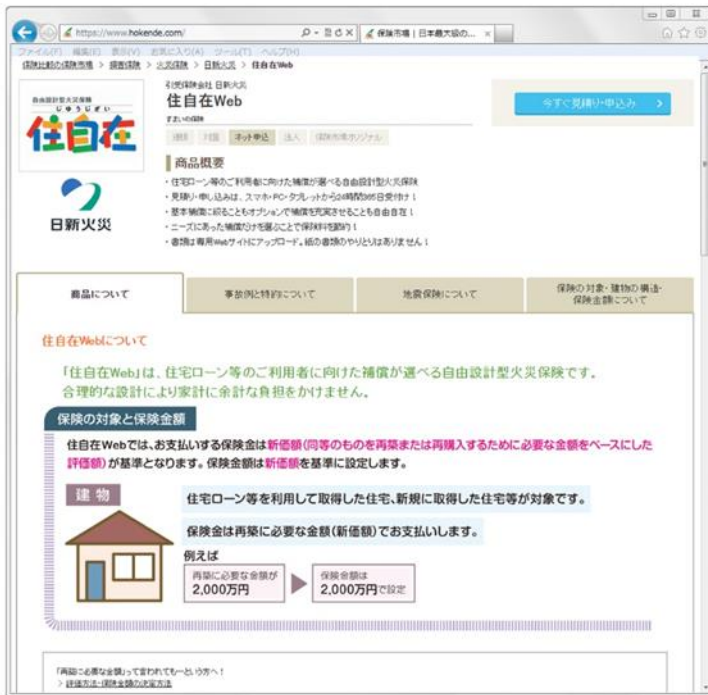 https://www.hokende.com/
保険市場 | 日本最大級の...
ファイル(F) 編集(E) 表示(V) お気に入り(A) ツール(T) ヘルプ(H)
保険比較の保険市場 > 損害保険 > 火災保険 > 日新火災 > 住自在Web
自由設計型火災保険
じゅうじざい
住自在
日新火災
引受保険会社 日新火災
住自在Web
すまいの保険
ネット申込 法人 保険市場オリジナル
今すぐ見積り・申込み
商品概要
・住宅ローン等のご利用者に向けた補償が選べる自由設計型火災保険
・見積り・申し込みは、スマホ・PC・タブレットから24時間365日受付け！
・基本補償に絞ることもオプションで補償を充実させることも自由自在！
・ニーズにあった補償だけを選ぶことで保険料を節約！
・書類は専用Webサイトにアップロード。紙の書類のやりとりはありません！
商品について
事故例と特約について
地震保険について
保険の対象・建物の構造・
保険金額について
住自在Webについて
「住自在Web」は、住宅ローン等のご利用者に向けた補償が選べる自由設計型火災保険です。
合理的な設計により家計に余計な負担をかけません。
保険の対象と保険金額
住自在Webでは、お支払いする保険金は新価額(同等のものを再築または再購入するために必要な金額をベースにした
評価額)が基準となります。保険金額は新価額を基準に設定します。
建物
住宅ローン等を利用して取得した住宅、新規に取得した住宅等が対象です。
保険金は再築に必要な金額(新価額)でお支払いします。
例えば
再築に必要な金額が
2,000万円
保険金額は
2,000万円で設定
「再築に必要な金額」って言われても…という方へ！
> 評価方法・保険金額の決定方法